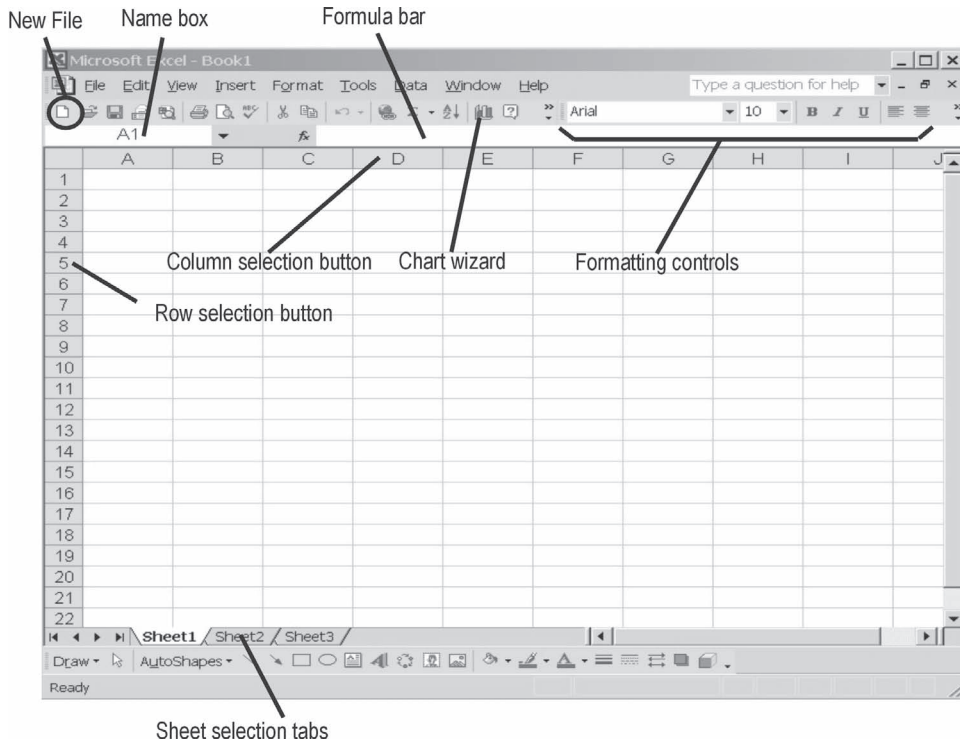 New File Name box Formula bar
Microsoft Excel - Book1
File Edit View Insert Format Tools Data Window Help Type a question for help
Arial 10 B I U
A1 fx
A B C D E F G H I J
1
2
3
4
5 Column selection button Chart wizard Formatting controls
6
7 Row selection button
8
9
10
11
12
13
14
15
16
17
18
19
20
21
22
Sheet1 Sheet2 Sheet3
Draw AutoShapes
Ready
Sheet selection tabs